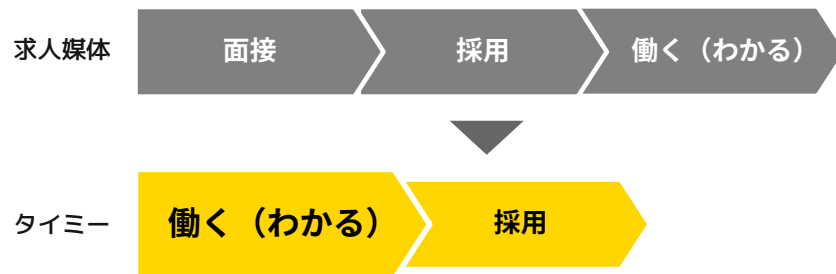 求人媒体
面接
採用
働く（わかる）
タイミー
働く（わかる）
採用